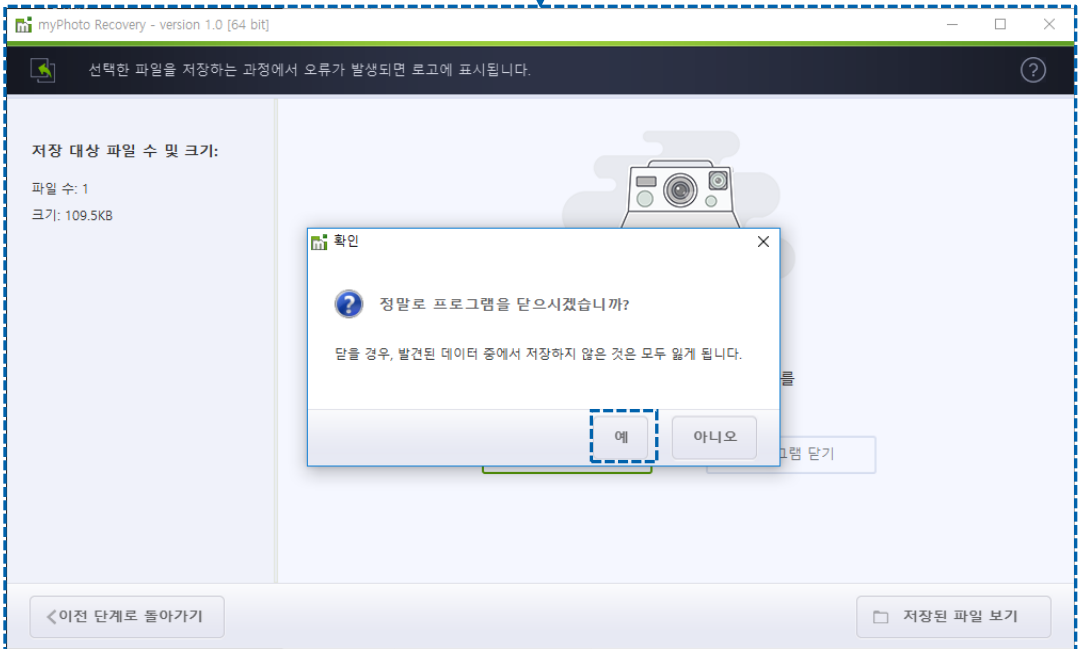 myPhoto Recovery - version 1.0 [64 bit]
선택한 파일을 저장하는 과정에서 오류가 발생되면 로고에 표시됩니다.
저장 대상 파일 수 및 크기:
파일 수: 1
크기: 109.5KB
확인
정말로 프로그램을 닫으시겠습니까?
닫을 경우, 발견된 데이터 중에서 저장하지 않은 것은 모두 잃게 됩니다.
를
예
아니오
그램 닫기
이전 단계로 돌아가기
저장된 파일 보기